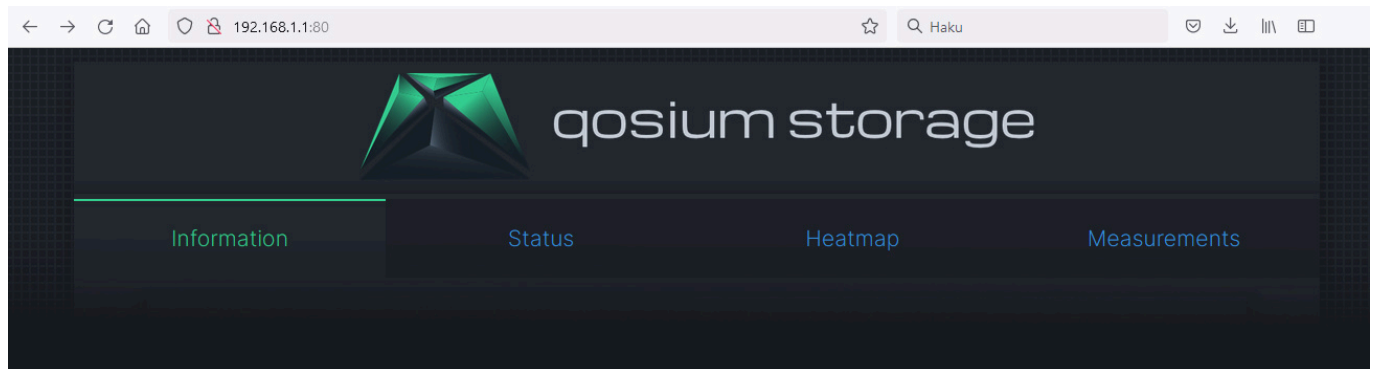 192.168.1.1:80
Haku
qosium storage
Information
Status
Heatmap
Measurements